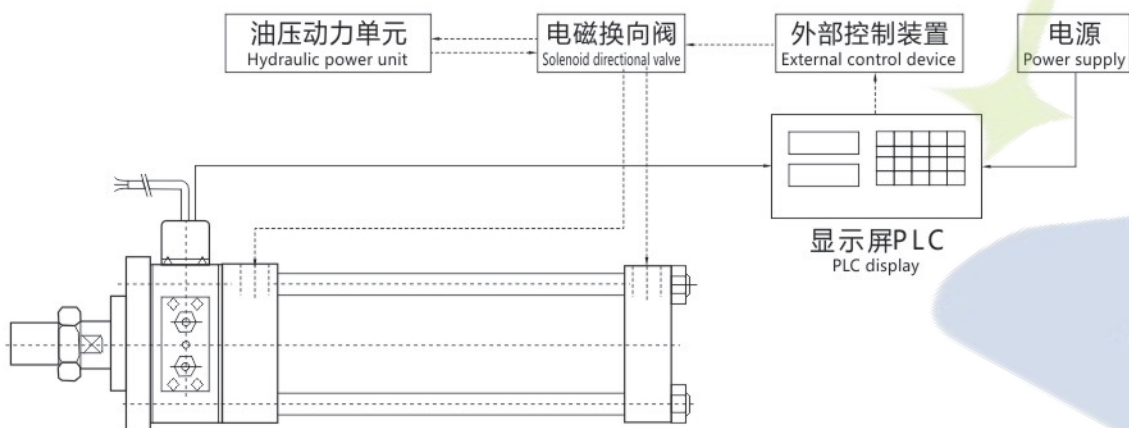 油压动力单元
Hydraulic power unit
电磁换向阀
Solenoid directional valve
外部控制装置
External control device
电源
Power supply
显示屏PLC
PLC display